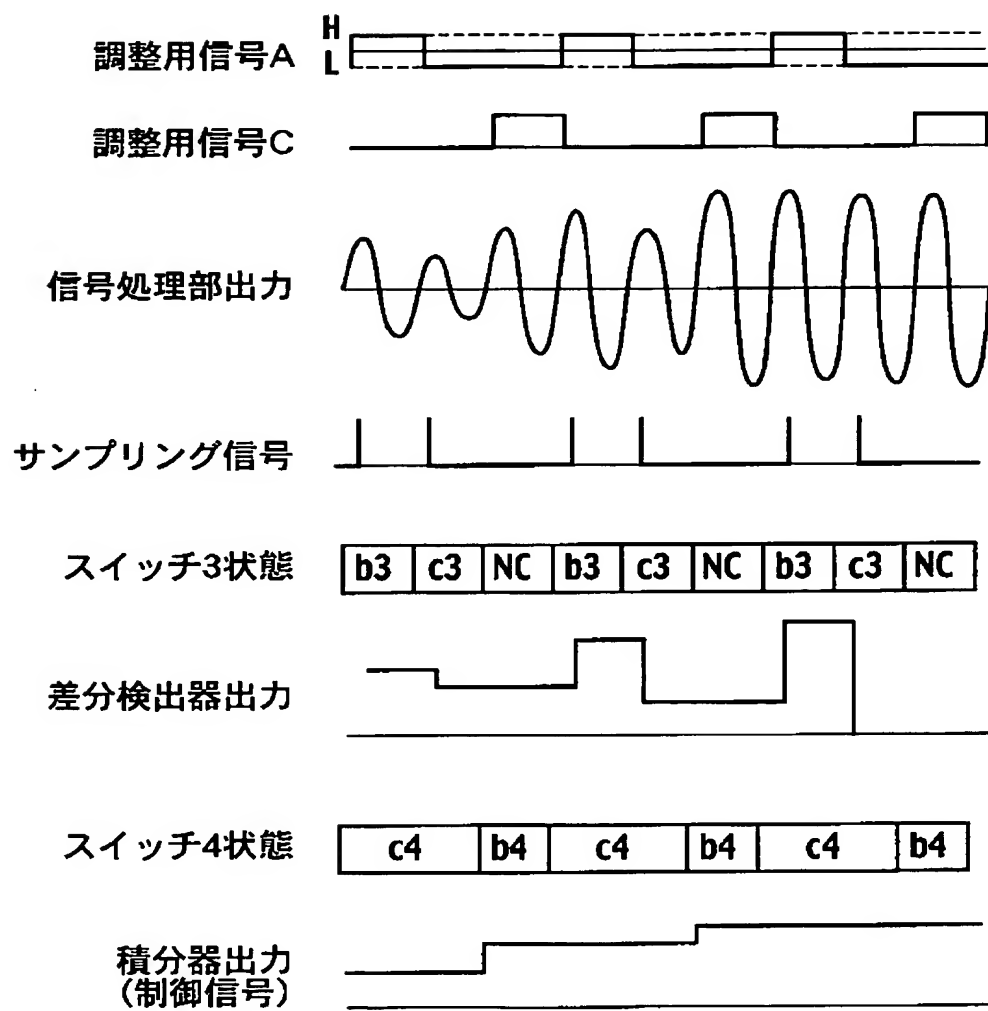 H
調整用信号A
L
調整用信号C
信号処理部出力
サンプリング信号
スイッチ3状態 b3 c3 NC b3 c3 NC b3 c3 NC
差分検出器出力
スイッチ4状態 c4 b4 c4 b4 c4 b4
積分器出力
(制御信号)